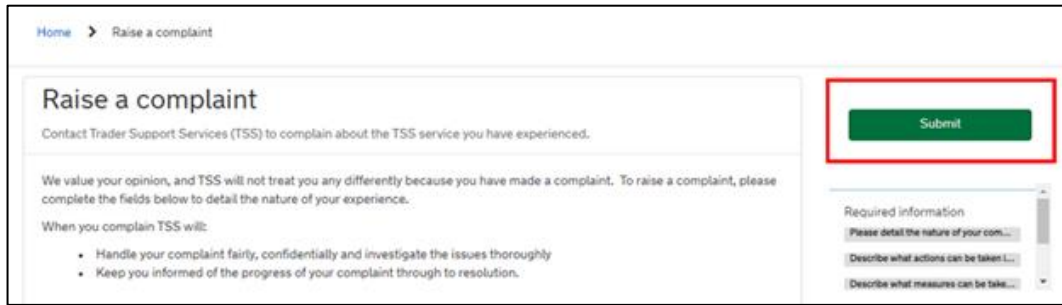 Home > Raise a complaint
Raise a complaint
Contact Trader Support Services (TSS) to complain about the TSS service you have experienced.
We value your opinion, and TSS will not treat you any differently because you have made a complaint. To raise a complaint, please
complete the fields below to detail the nature of your experience.
When you complain TSS will:
• Handle your complaint fairly, confidentially and investigate the issues thoroughly
• Keep you informed of the progress of your complaint through to resolution.
Submit
Required information
Please detail the nature of your com...
Describe what actions can be taken i...
Describe what measures can be take...